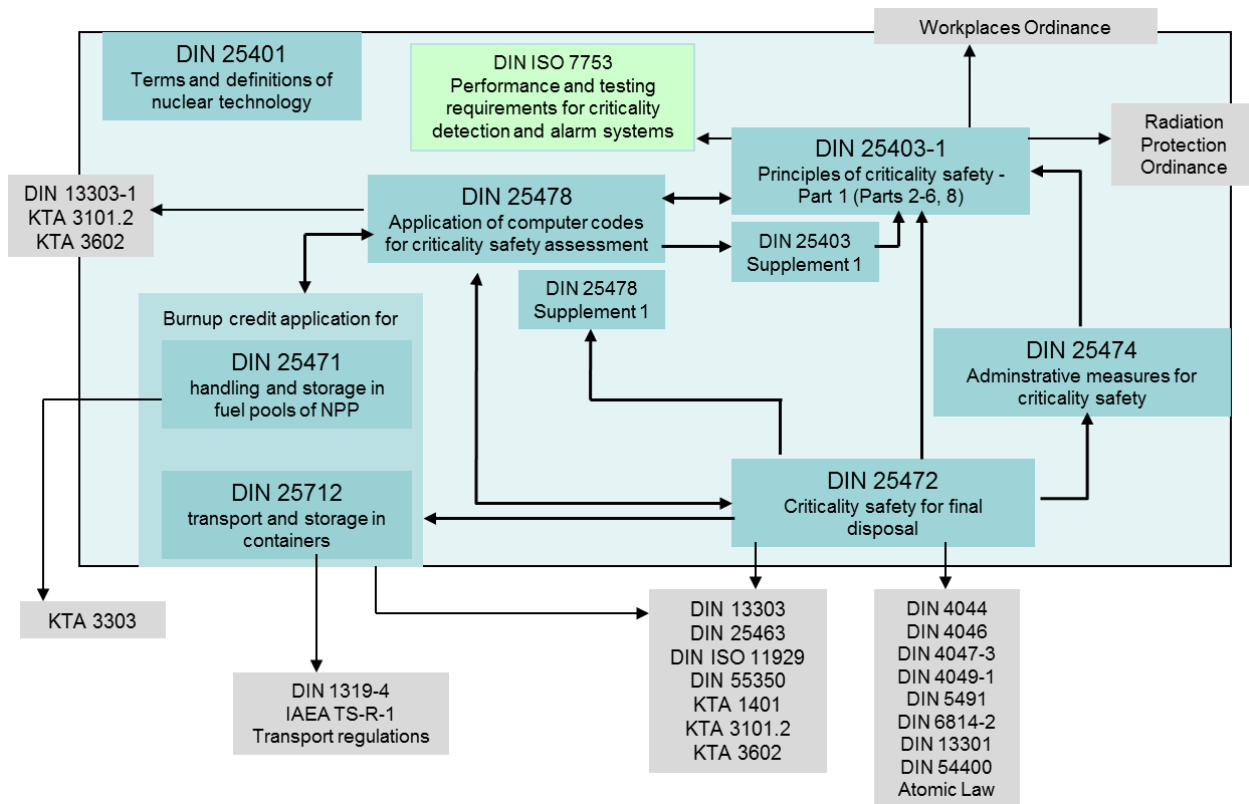 Workplaces Ordinance
DIN 25401
Terms and definitions of
nuclear technology
DIN ISO 7753
Performance and testing
requirements for criticality
detection and alarm systems
Radiation
Protection
Ordinance
DIN 25403-1
Principles of criticality safety -
Part 1 (Parts 2-6, 8)
DIN 13303-1
KTA 3101.2
KTA 3602
DIN 25478
Application of computer codes
for criticality safety assessment
DIN 25403
Supplement 1
DIN 25478
Supplement 1
Burnup credit application for
DIN 25471
handling and storage in
fuel pools of NPP
DIN 25474
Adminstrative measures for
criticality safety
DIN 25712
transport and storage in
containers
DIN 25472
Criticality safety for final
disposal
KTA 3303
DIN 1319-4
IAEA TS-R-1
Transport regulations
DIN 13303
DIN 25463
DIN ISO 11929
DIN 55350
KTA 1401
KTA 3101.2
KTA 3602
DIN 4044
DIN 4046
DIN 4047-3
DIN 4049-1
DIN 5491
DIN 6814-2
DIN 13301
DIN 54400
Atomic Law